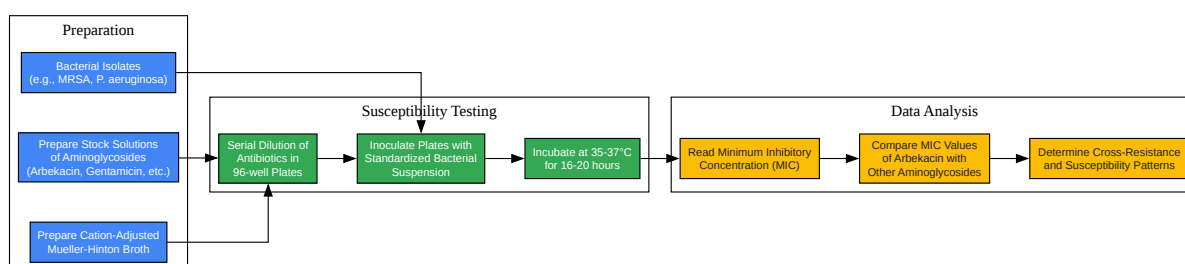 Preparation
Bacterial Isolates
(e.g., MRSA, P. aeruginosa)
Prepare Stock Solutions
of Aminoglycosides
(Arbekacin, Gentamicin, etc.)
Prepare Cation-Adjusted
Mueller-Hinton Broth
Susceptibility Testing
Serial Dilution of
Antibiotics in
96-well Plates
Inoculate Plates with
Standardized Bacterial
Suspension
Incubate at 35-37°C
for 16-20 hours
Data Analysis
Read Minimum Inhibitory
Concentration (MIC)
Compare MIC Values
of Arbekacin with
Other Aminoglycosides
Determine Cross-Resistance
and Susceptibility Patterns